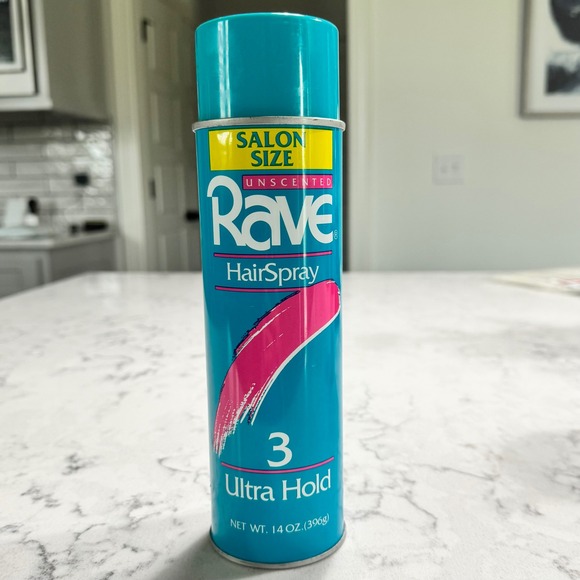 SALON
SIZE
UNSCENTED
Rave®
HairSpray
3
Ultra Hold
NET WT. 14 OZ.(396g)